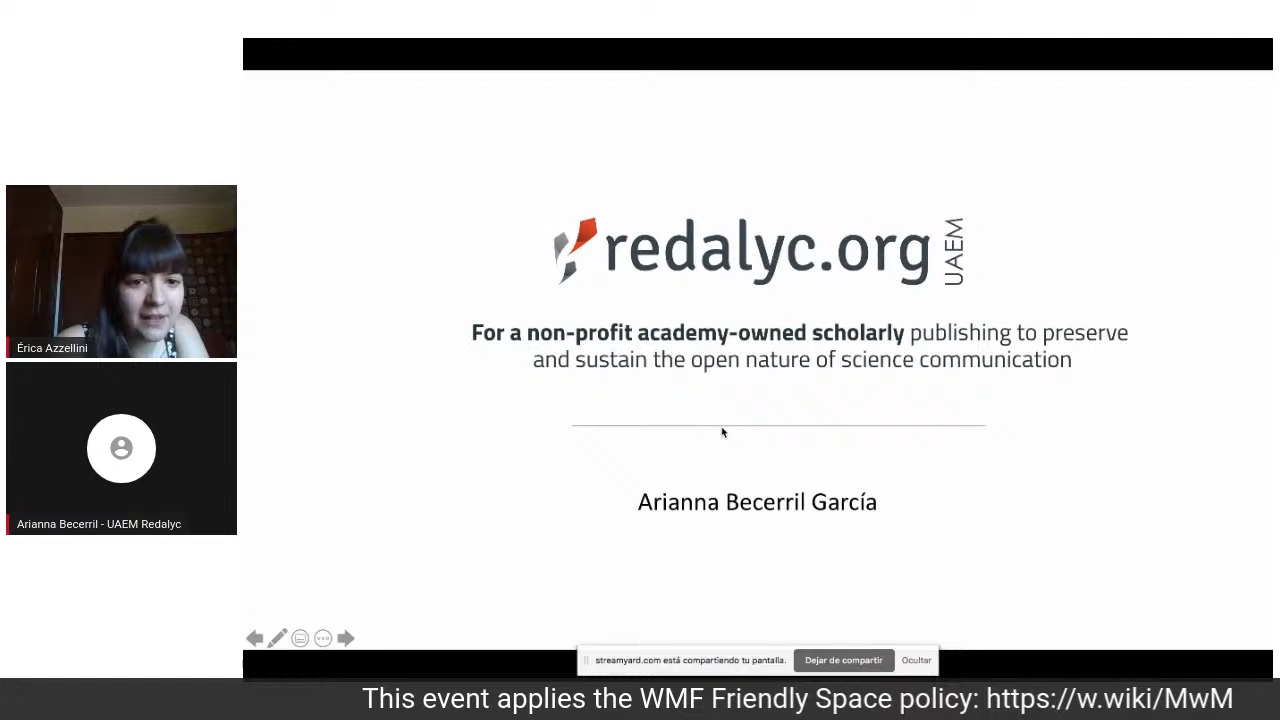 redalyc.org
UAEM
For a non-profit academy-owned scholarly publishing to preserve
and sustain the open nature of science communication
Arianna Becerril García
Érica Azzellini
Arianna Becerril - UAEM Redalyc
streamyard.com está compartiendo tu pantalla. Dejar de compartir Ocultar
This event applies the WMF Friendly Space policy: https://w.wiki/MwM